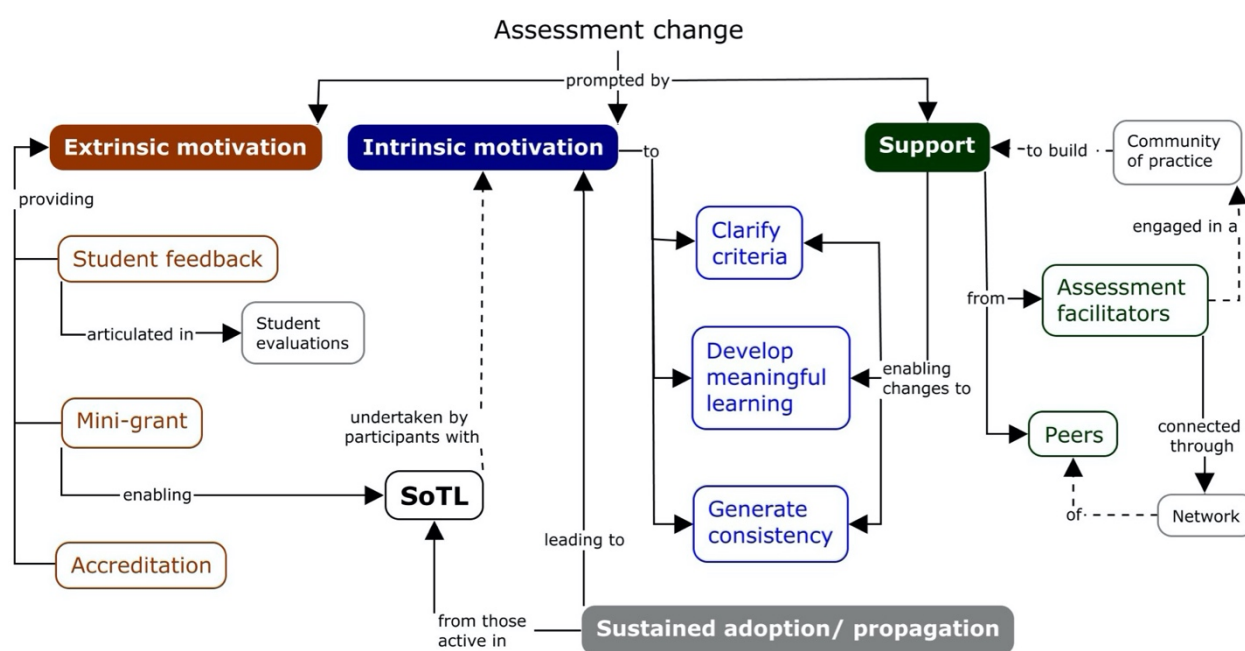 Assessment change
prompted by
Extrinsic motivation
Intrinsic motivation
to
Support
to build
Community
of practice
providing
engaged in a
Student feedback
Clarify
criteria
from
Assessment
facilitators
articulated in
Student
evaluations
Develop
meaningful
learning
enabling
changes to
Mini-grant
undertaken by
participants with
Peers
connected
through
enabling
SoTL
Generate
consistency
of
Network
leading to
Accreditation
from those
active in
Sustained adoption/ propagation